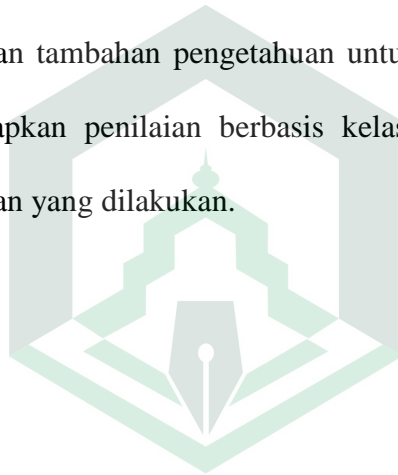 an tambahan pengetahuan untu
apkan penilaian berbasis kelas
an yang dilakukan.